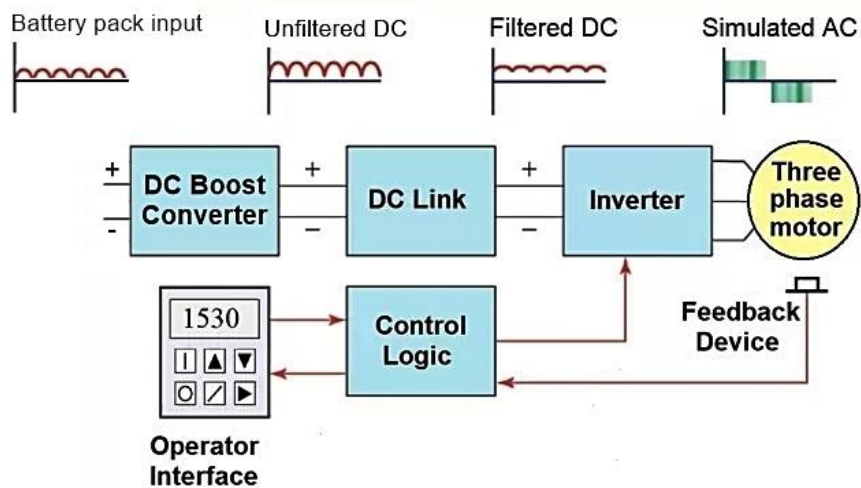 Battery pack input
Unfiltered DC
Filtered DC
Simulated AC
+
-
DC Boost
Converter
+
–
DC Link
+
–
Inverter
Three
phase
motor
1530
Control
Logic
Feedback
Device
Operator
Interface